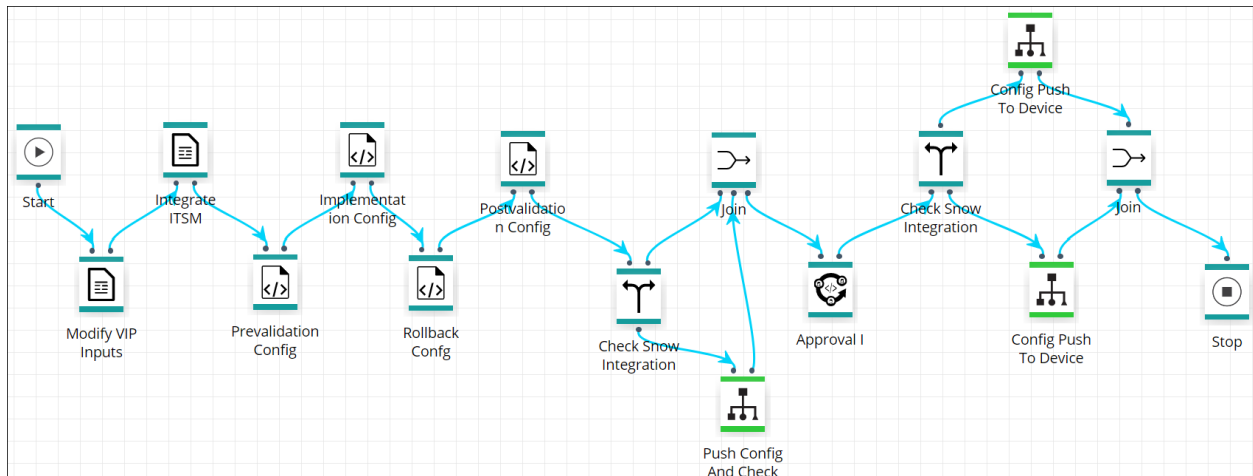 Start
Modify VIP
Inputs
Integrate
ITSM
Prevalidation
Config
Implementat
ion Config
Rollback
Confg
Postvalidatio
n Config
Check Snow
Integration
Push Config
And Check
Join
Approval I
Check Snow
Integration
Config Push
To Device
Config Push
To Device
Join
Stop